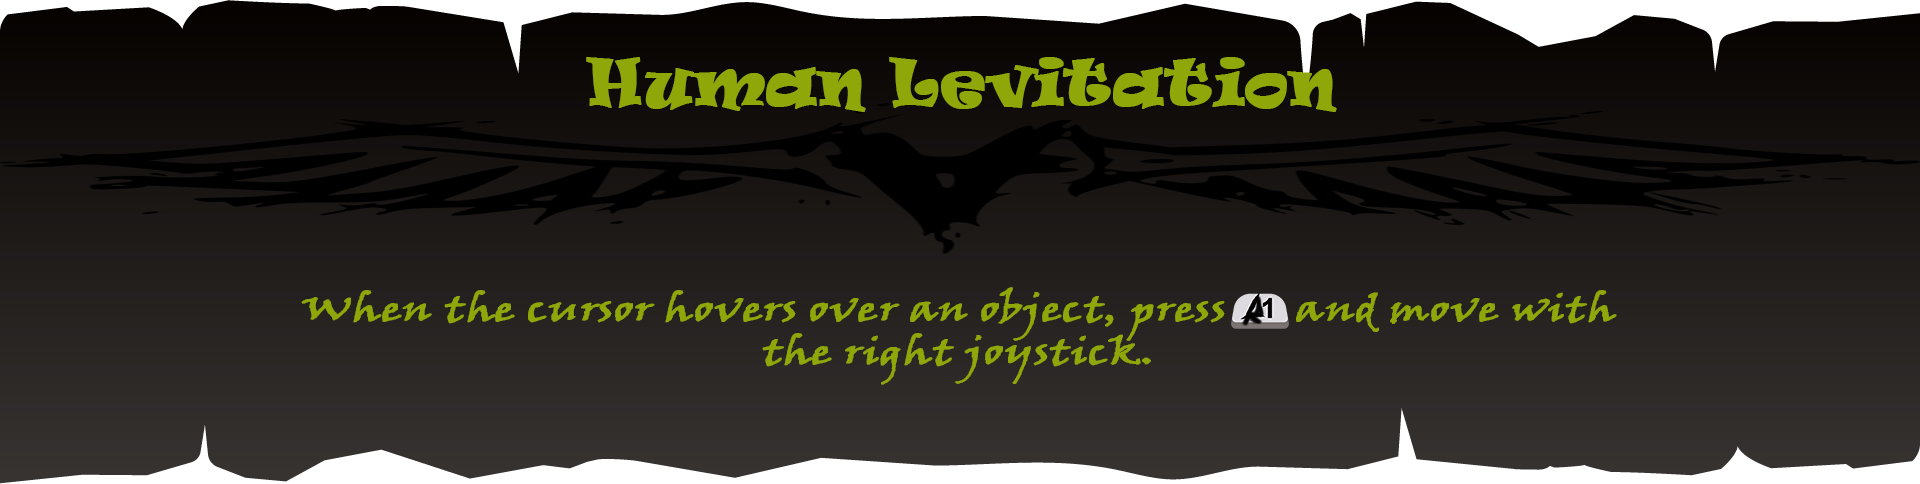 Human Levitation
When the cursor hovers over an object, press R1 and move with
the right joystick..